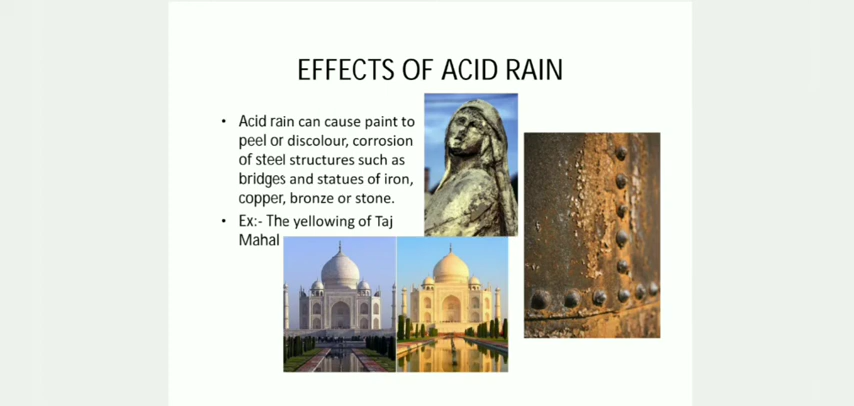 EFFECTS OF ACID RAIN
• Acid rain can cause paint to
peel or discolour, corrosion
of steel structures such as
bridges and statues of iron,
copper, bronze or stone.
• Ex:- The yellowing of Taj
Mahal